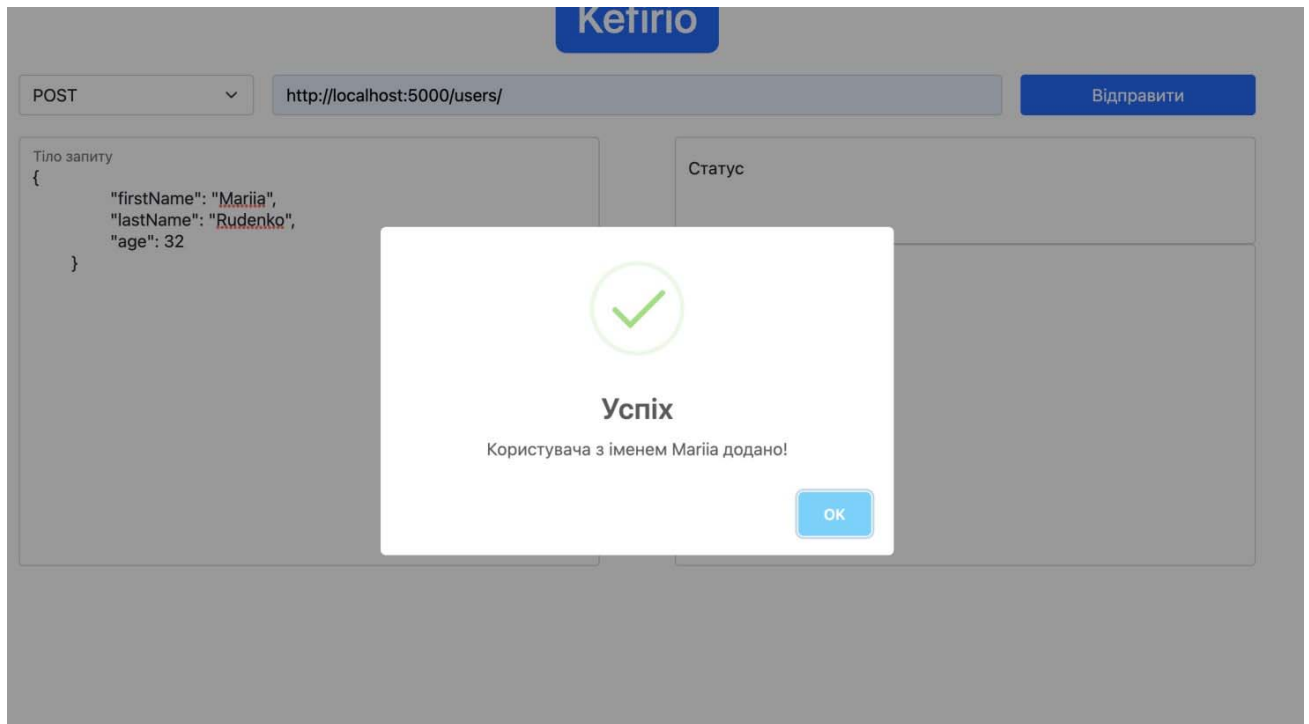 Kefirio
POST
http://localhost:5000/users/
Відправити
Тіло запиту
{
"firstName": "Mariia",
"lastName": "Rudenko",
"age": 32
}
Статус
Успіх
Користувача з іменем Mariia додано!
OK